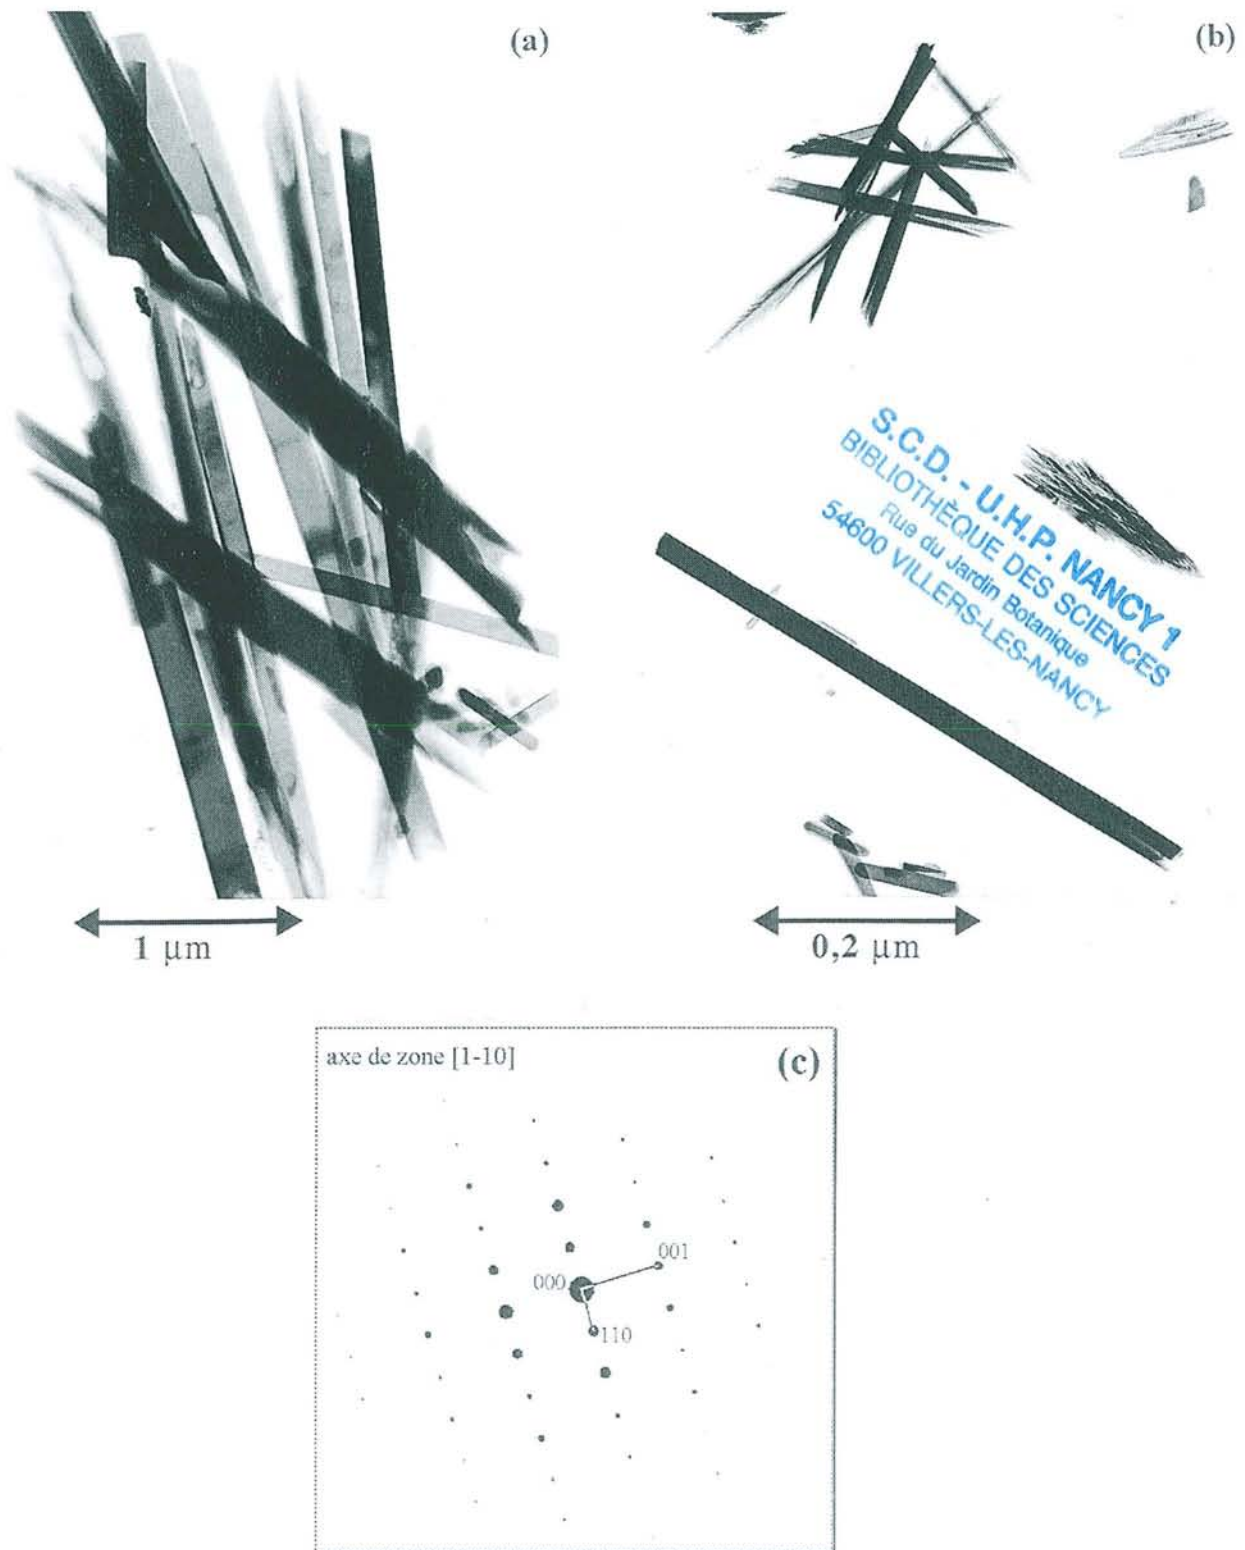 (a)
(b)
S.C.D. - U.H.P. NANCY 1
BIBLIOTHÈQUE DES SCIENCES
Rue du Jardin Botanique
54600 VILLERS-LES-NANCY
1 µm
0,2 µm
axe de zone [1-10]
(c)
001
000
110